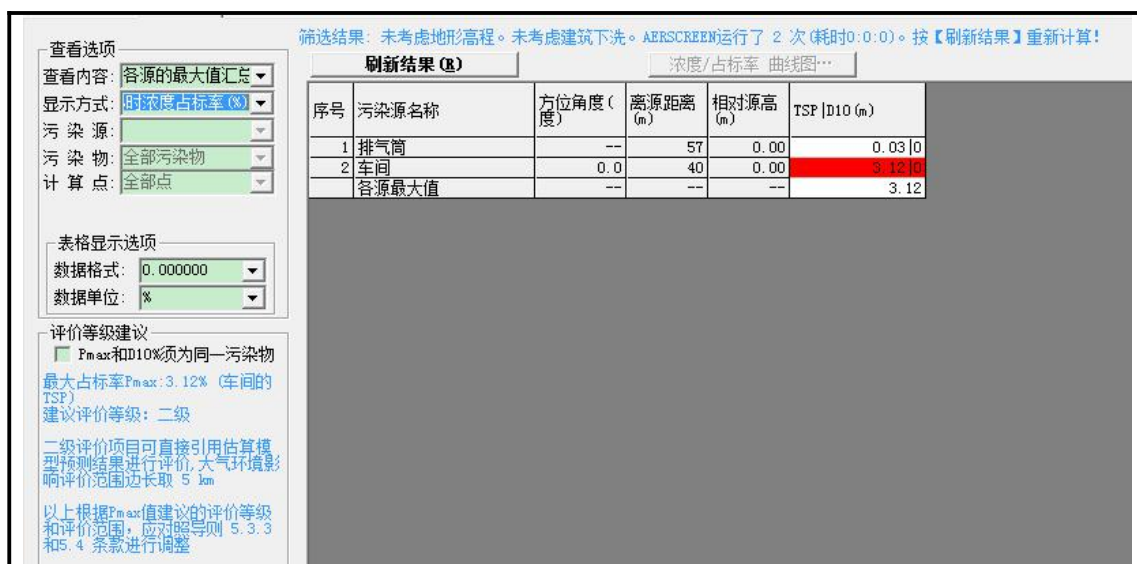 筛选结果: 未考虑地形高程。未考虑建筑下洗。AERSCREEN运行了 2 次(耗时0:0:0)。按【刷新结果】重新计算!
查看选项
查看内容: 各源的最大值汇总
显示方式: 时浓度占标率(%)
污 染 源:
污 染 物: 全部污染物
计 算 点: 全部点
表格显示选项
数据格式: 0.000000
数据单位: %
评价等级建议
Pmax和D10%须为同一污染物
最大占标率Pmax:3.12% (车间的
TSP)
建议评价等级: 二级
二级评价项目可直接引用估算模
型预测结果进行评价,大气环境影
响评价范围边长取 5 km
以上根据Pmax值建议的评价等级
和评价范围,应对照导则 5.3.3
和5.4 条款进行调整
刷新结果(R)
浓度/占标率 曲线图…
序号 污染源名称 方位角度(度) 离源距离(m) 相对源高(m) TSP|D10(m)
1 排气筒 -- 57 0.00 0.03|0
2 车间 0.0 40 0.00 3.12|0
各源最大值 -- -- -- 3.12